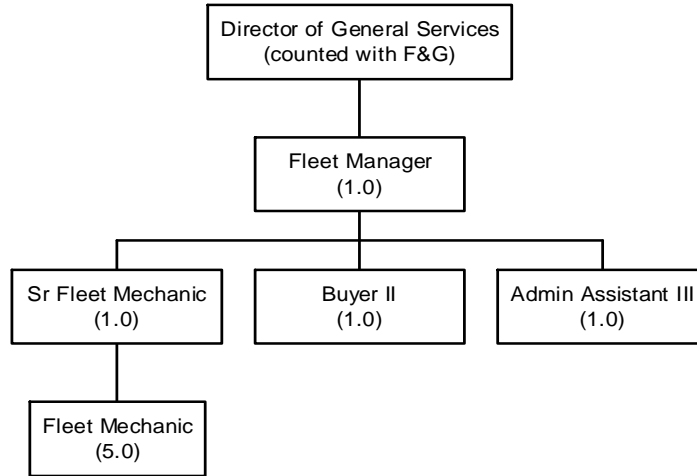 Director of General Services
(counted with F&G)
Fleet Manager
(1.0)
Sr Fleet Mechanic
(1.0)
Buyer II
(1.0)
Admin Assistant III
(1.0)
Fleet Mechanic
(5.0)